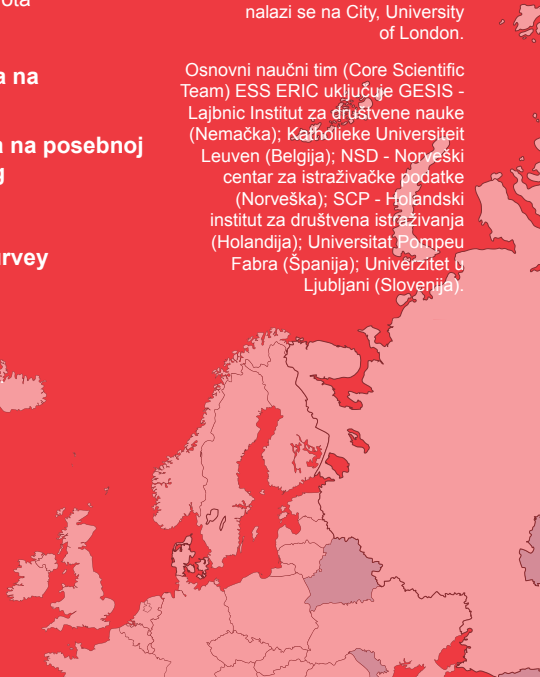 ota
a na
a na posebnoj
g
urvey
.
nalazi se na City, University
of London.
Osnovni naučni tim (Core Scientific
Team) ESS ERIC uključuje GESIS -
Lajbnic Institut za društvene nauke
(Nemačka); Katholieke Universiteit
Leuven (Belgija); NSD - Norveški
centar za istraživačke podatke
(Norveška); SCP - Holandski
institut za društvena istraživanja
(Holandija); Universitat Pompeu
Fabra (Španija); Univerzitet u
Ljubljani (Slovenija).